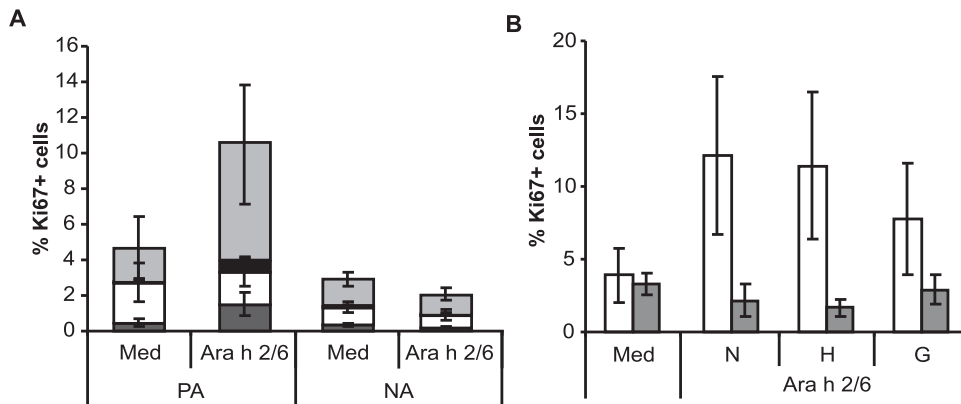 A
B
% Ki67+ cells
16
14
12
10
8
6
4
2
0
Med
Ara h 2/6
Med
Ara h 2/6
PA
NA
% Ki67+ cells
20
15
10
5
0
Med
N
H
G
Ara h 2/6